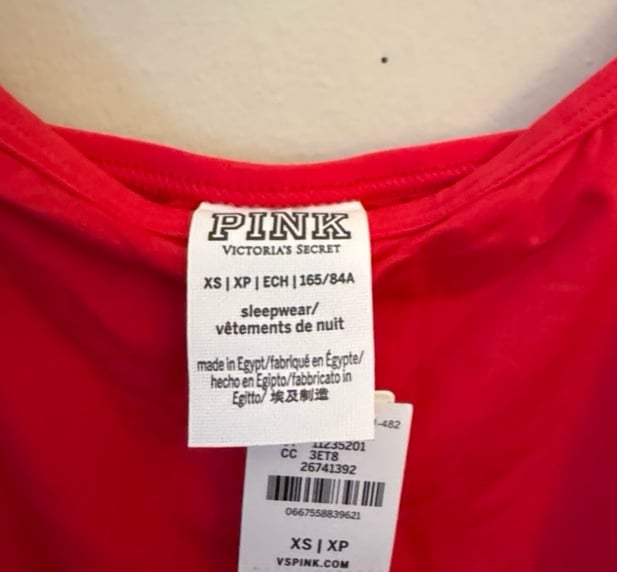 PINK
VICTORIA'S SECRET
XS | XP | ECH | 165/84A
sleepwear/
vêtements de nuit
made in Egypt/fabriqué en Égypte/
hecho en Egipto/fabbricato in
Egitto/ 埃及制造
-482
11235201
CC 3ET8
26741392
0667558839621
XS | XP
VSPINK.COM